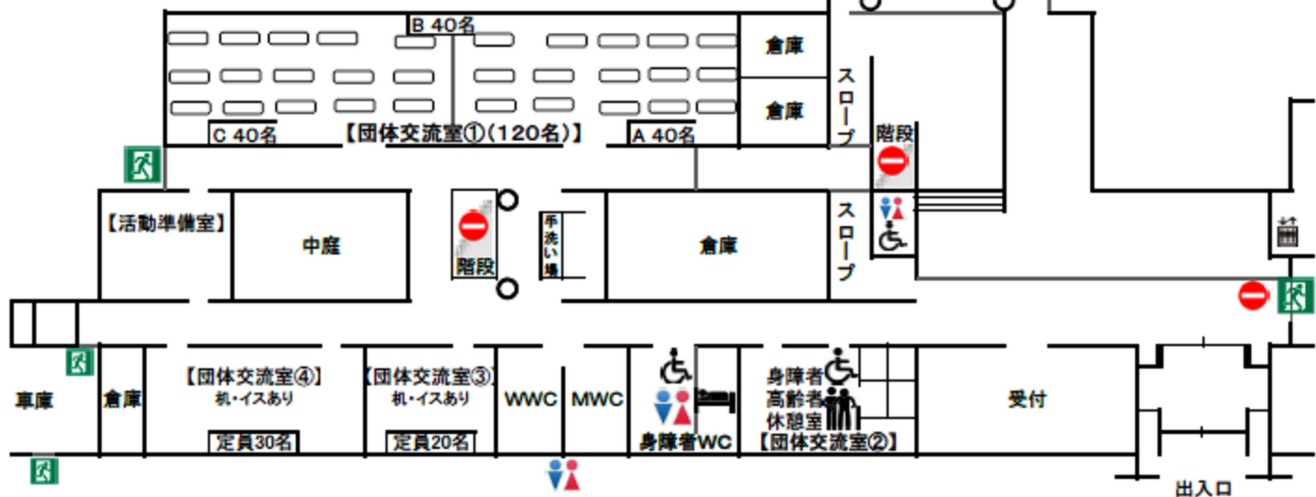 B 40名
倉庫
倉庫
スロープ
C 40名
【団体交流室①(120名)】
A 40名
階段
【活動準備室】
中庭
階段
手洗い場
倉庫
スロープ
車庫
倉庫
【団体交流室④】
机・イスあり
定員30名
【団体交流室③】
机・イスあり
定員20名
WWC
MWC
身障者WC
身障者
高齢者
休憩室
【団体交流室②】
受付
出入口